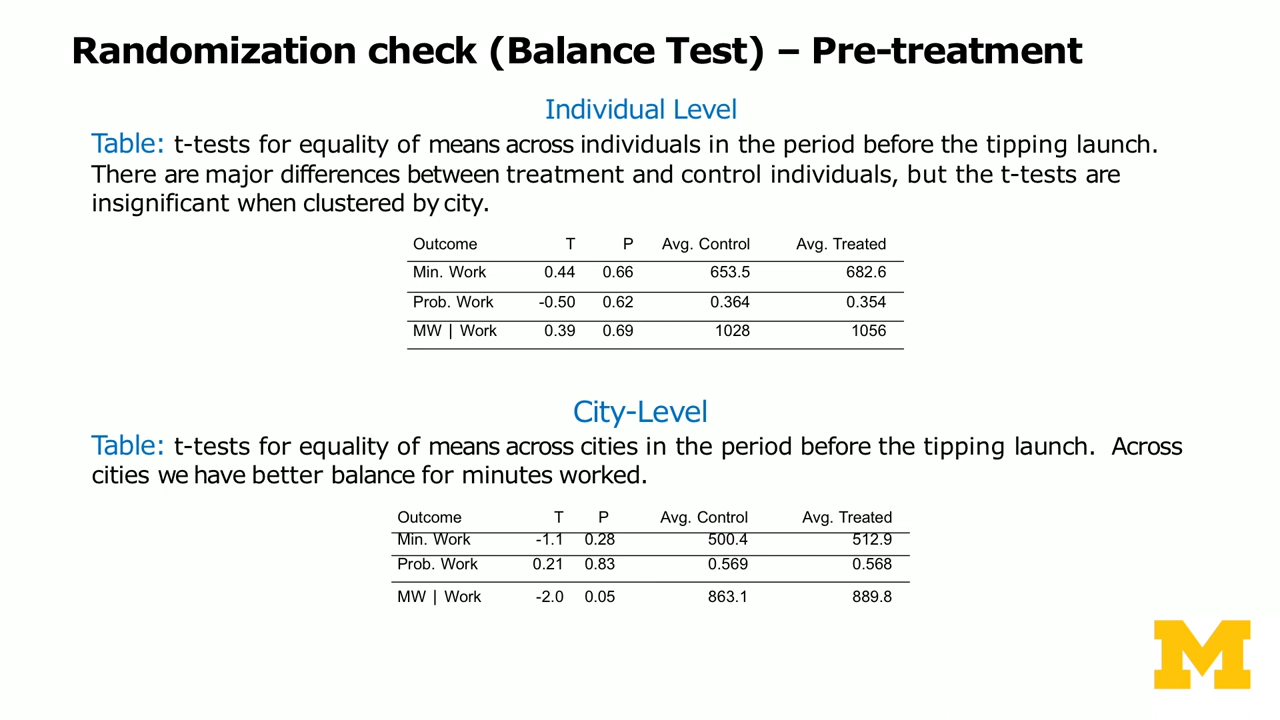 Randomization check (Balance Test) – Pre-treatment
Individual Level
Table: t-tests for equality of means across individuals in the period before the tipping launch.
There are major differences between treatment and control individuals, but the t-tests are
insignificant when clustered by city.
Outcome T P Avg. Control Avg. Treated
Min. Work 0.44 0.66 653.5 682.6
Prob. Work -0.50 0.62 0.364 0.354
MW | Work 0.39 0.69 1028 1056
City-Level
Table: t-tests for equality of means across cities in the period before the tipping launch. Across
cities we have better balance for minutes worked.
Outcome T P Avg. Control Avg. Treated
Min. Work -1.1 0.28 500.4 512.9
Prob. Work 0.21 0.83 0.569 0.568
MW | Work -2.0 0.05 863.1 889.8
M